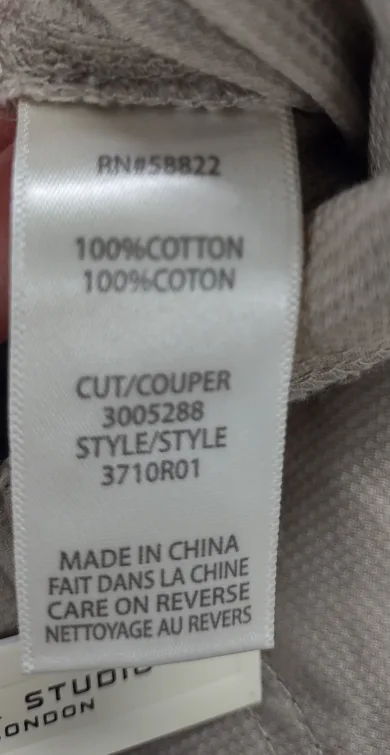 RN#58822
100%COTTON
100%COTON
CUT/COUPER
3005288
STYLE/STYLE
3710R01
MADE IN CHINA
FAIT DANS LA CHINE
CARE ON REVERSE
NETTOYAGE AU REVERS
STUDIO
LONDON